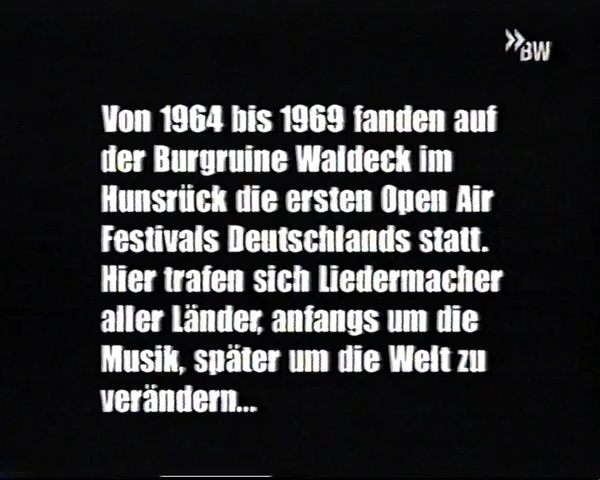 »BW
Von 1964 bis 1969 fanden auf
der Burgruine Waldeck im
Hunsrück die ersten Open Air
Festivals Deutschlands statt.
Hier trafen sich Liedermacher
aller Länder, anfangs um die
Musik, später um die Welt zu
verändern...